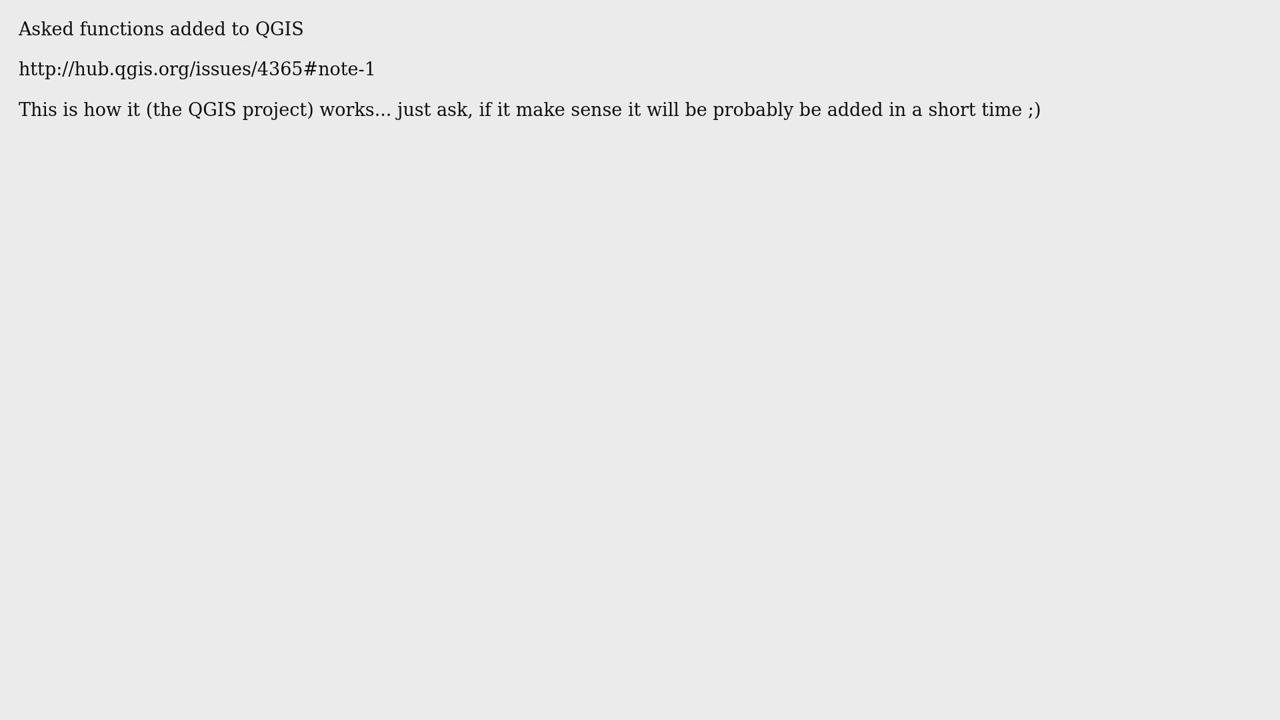 Asked functions added to QGIS
http://hub.qgis.org/issues/4365#note-1
This is how it (the QGIS project) works... just ask, if it make sense it will be probably be added in a short time ;)